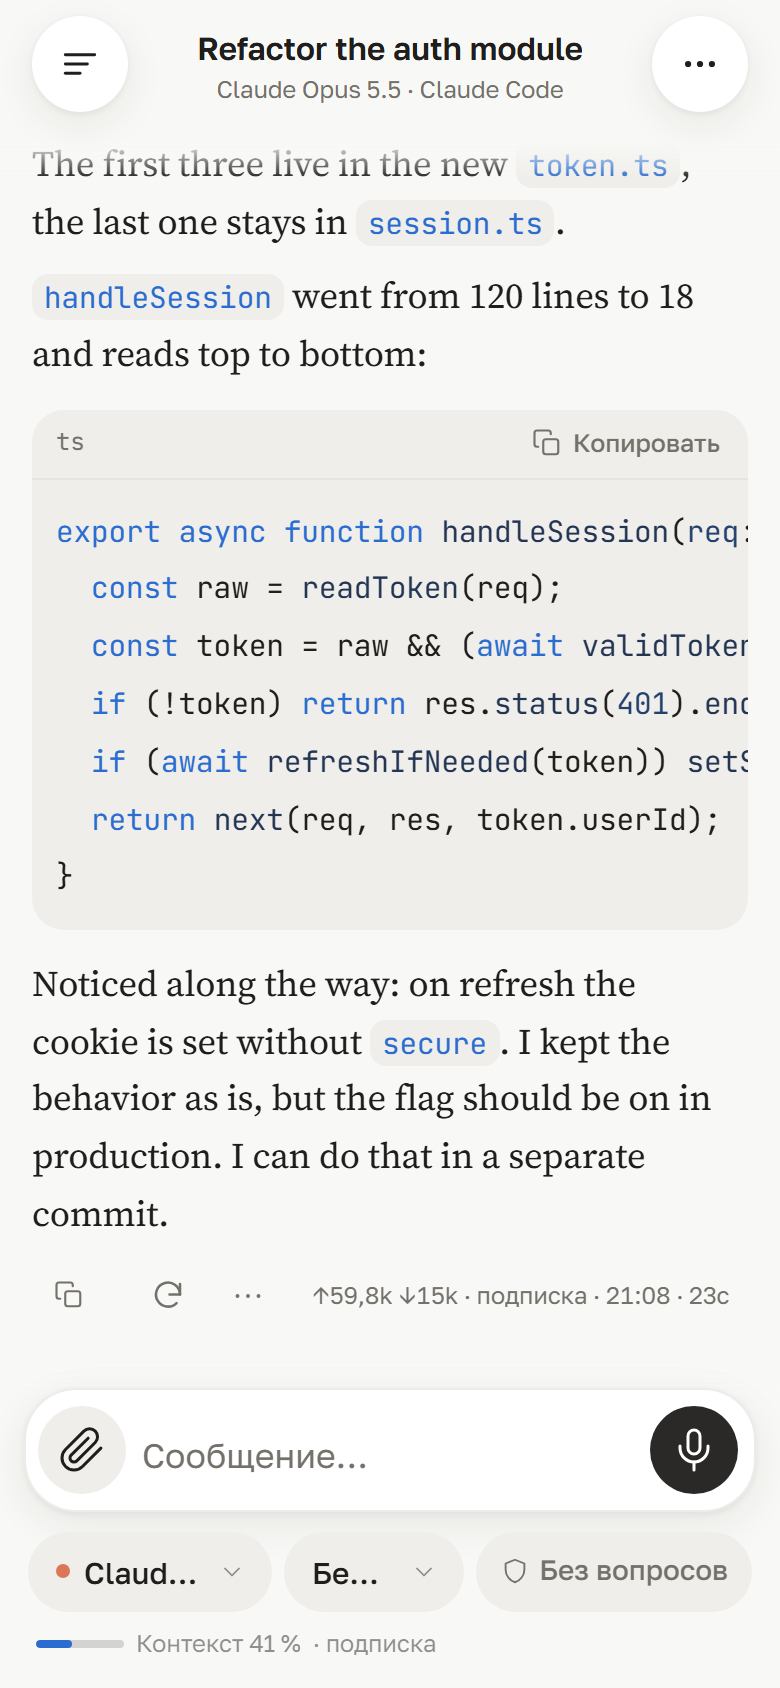 Refactor the auth module
Claude Opus 5.5 · Claude Code
The first three live in the new token.ts,
the last one stays in session.ts.
handleSession went from 120 lines to 18
and reads top to bottom:
ts
Копировать
export async function handleSession(req:
  const raw = readToken(req);
  const token = raw && (await validToken
  if (!token) return res.status(401).end
  if (await refreshIfNeeded(token)) setS
  return next(req, res, token.userId);
}
Noticed along the way: on refresh the
cookie is set without secure. I kept the
behavior as is, but the flag should be on in
production. I can do that in a separate
commit.
↑59,8k ↓15k · подписка · 21:08 · 23с
Сообщение...
Claud...
Бе...
Без вопросов
Контекст 41 % · подписка